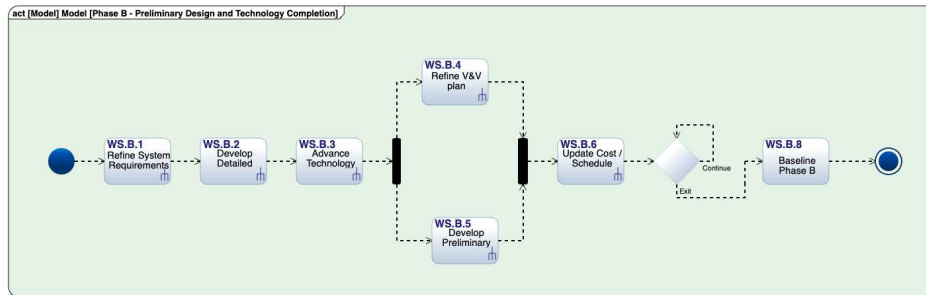 act [Model] Model [Phase B - Preliminary Design and Technology Completion]
WS.B.1
Refine System
Requirements
WS.B.2
Develop
Detailed
WS.B.3
Advance
Technology
WS.B.4
Refine V&V
plan
WS.B.5
Develop
Preliminary
WS.B.6
Update Cost /
Schedule
Continue
Exit
WS.B.8
Baseline
Phase B